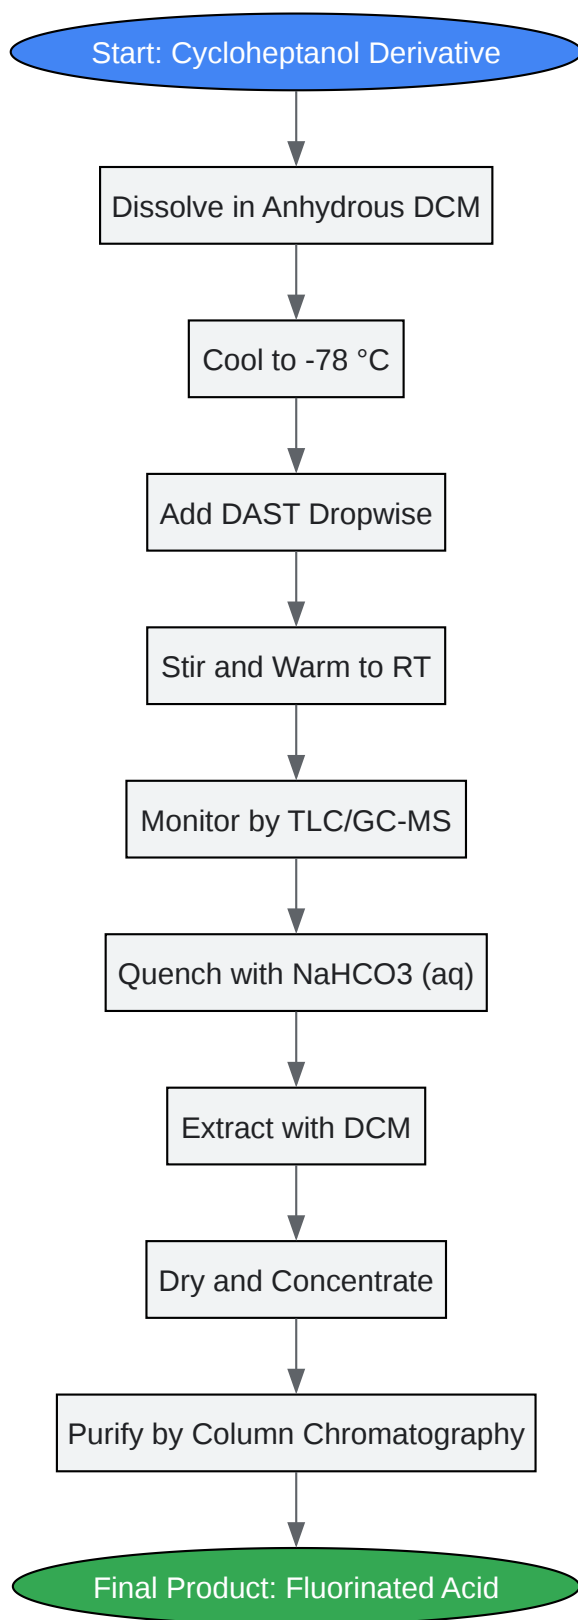 Start: Cycloheptanol Derivative
Dissolve in Anhydrous DCM
Cool to -78 °C
Add DAST Dropwise
Stir and Warm to RT
Monitor by TLC/GC-MS
Quench with NaHCO3 (aq)
Extract with DCM
Dry and Concentrate
Purify by Column Chromatography
Final Product: Fluorinated Acid